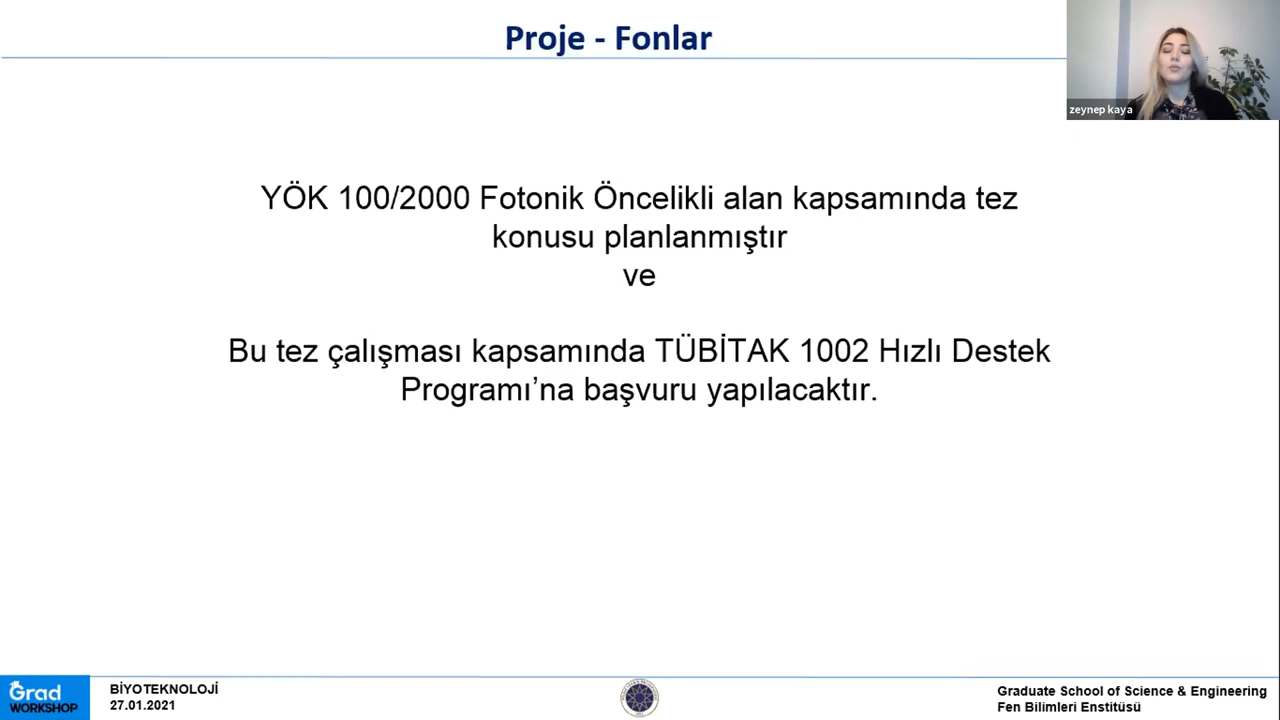 Proje - Fonlar
zeynep kaya
YÖK 100/2000 Fotonik Öncelikli alan kapsamında tez
konusu planlanmıştır
ve
Bu tez çalışması kapsamında TÜBİTAK 1002 Hızlı Destek
Programı’na başvuru yapılacaktır.
Grad
WORKSHOP
BİYOTEKNOLOJİ
27.01.2021
Graduate School of Science & Engineering
Fen Bilimleri Enstitüsü